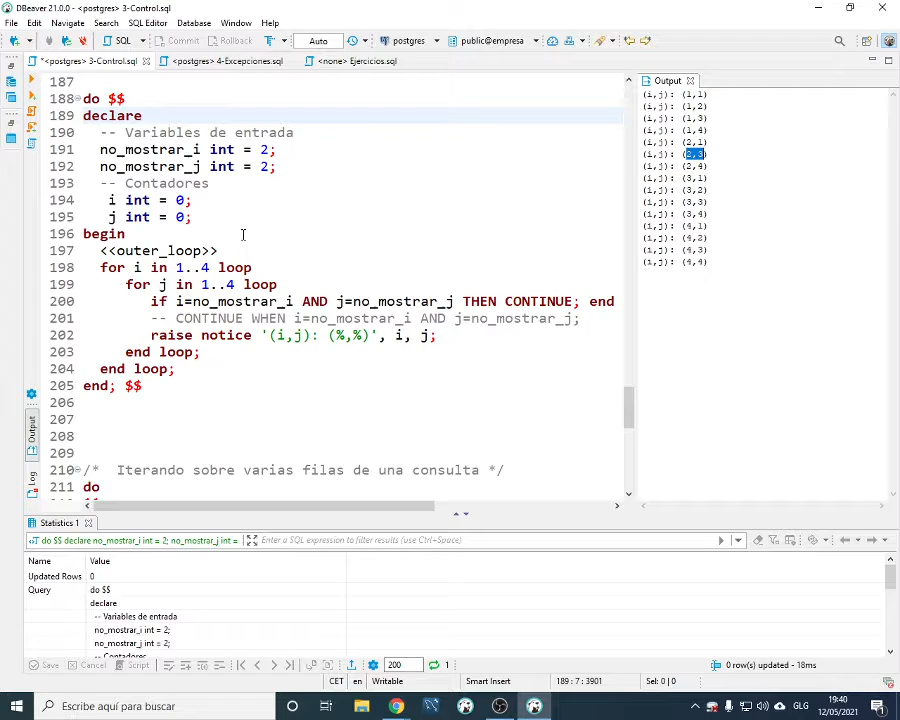 DBeaver 21.0.0 - <postgres> 3-Control.sql
File Edit Navigate Search SQL Editor Database Window Help
SQL Commit Rollback Auto postgres public@empresa
*<postgres> 3-Control.sql <postgres> 4-Excepciones.sql <none> Ejercicios.sql
187
188 do $$
189 declare
190 -- Variables de entrada
191 no_mostrar_i int = 2;
192 no_mostrar_j int = 2;
193 -- Contadores
194 i int = 0;
195 j int = 0;
196 begin
197 <<outer_loop>>
198 for i in 1..4 loop
199 for j in 1..4 loop
200 if i=no_mostrar_i AND j=no_mostrar_j THEN CONTINUE; end
201 -- CONTINUE WHEN i=no_mostrar_i AND j=no_mostrar_j;
202 raise notice '(i,j): (%,%)', i, j;
203 end loop;
204 end loop;
205 end; $$
206
207
208
209
210 /* Iterando sobre varias filas de una consulta */
211 do
Output
(i,j): (1,1)
(i,j): (1,2)
(i,j): (1,3)
(i,j): (1,4)
(i,j): (2,1)
(i,j): (2,3)
(i,j): (2,4)
(i,j): (3,1)
(i,j): (3,2)
(i,j): (3,3)
(i,j): (3,4)
(i,j): (4,1)
(i,j): (4,2)
(i,j): (4,3)
(i,j): (4,4)
Output
Log
Statistics 1
do $$ declare no_mostrar_i int = 2; no_mostrar_j int = Enter a SQL expression to filter results (use Ctrl+Space)
Name Value
Updated Rows 0
Query do $$
declare
-- Variables de entrada
no_mostrar_i int = 2;
no_mostrar_j int = 2;
-- Contadores
Save Cancel Script 200 1 0 row(s) updated - 18ms
CET en Writable Smart Insert 189 : 7 : 3901 Sel: 0 | 0
Escribe aquí para buscar
GLG
19:40
12/05/2021
1